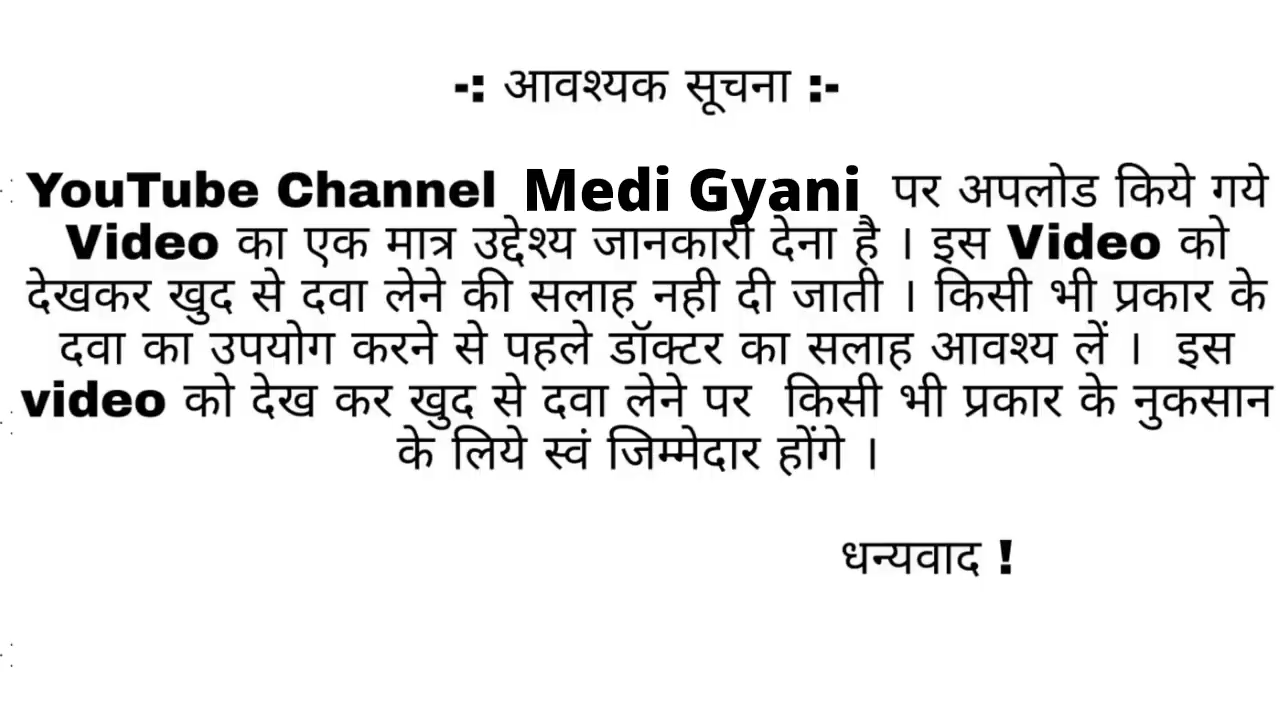 -: आवश्यक सूचना :-
YouTube Channel Medi Gyani पर अपलोड किये गये
Video का एक मात्र उद्देश्य जानकारी देना है । इस Video को
देखकर खुद से दवा लेने की सलाह नही दी जाती । किसी भी प्रकार के
दवा का उपयोग करने से पहले डॉक्टर का सलाह आवश्य लें । इस
video को देख कर खुद से दवा लेने पर किसी भी प्रकार के नुकसान
के लिये स्वं जिम्मेदार होंगे ।
धन्यवाद !